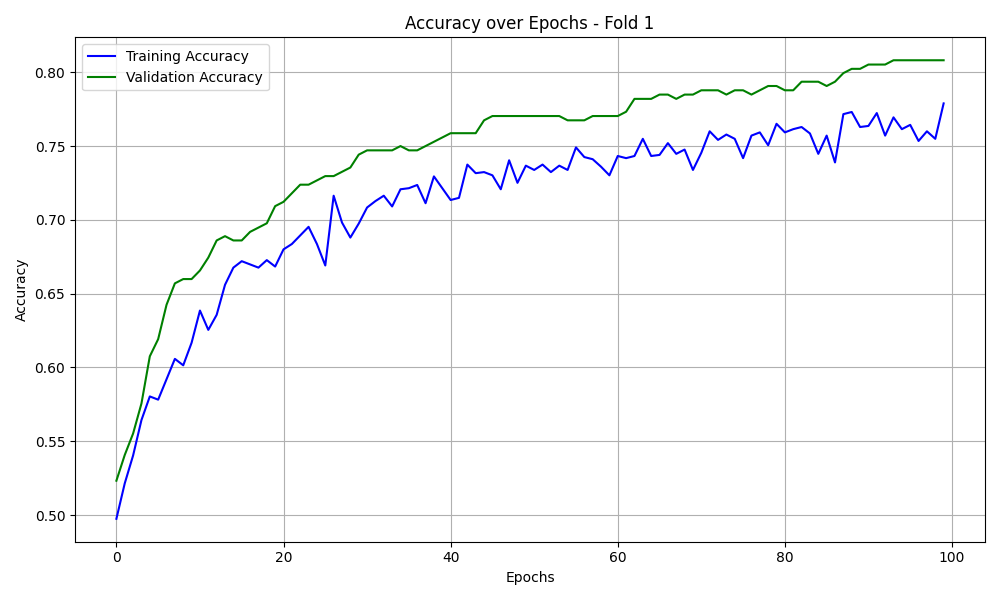 Accuracy over Epochs - Fold 1
Training Accuracy
Validation Accuracy
0.80
0.75
0.70
0.65
0.60
0.55
0.50
Accuracy
0 20 40 60 80 100
Epochs